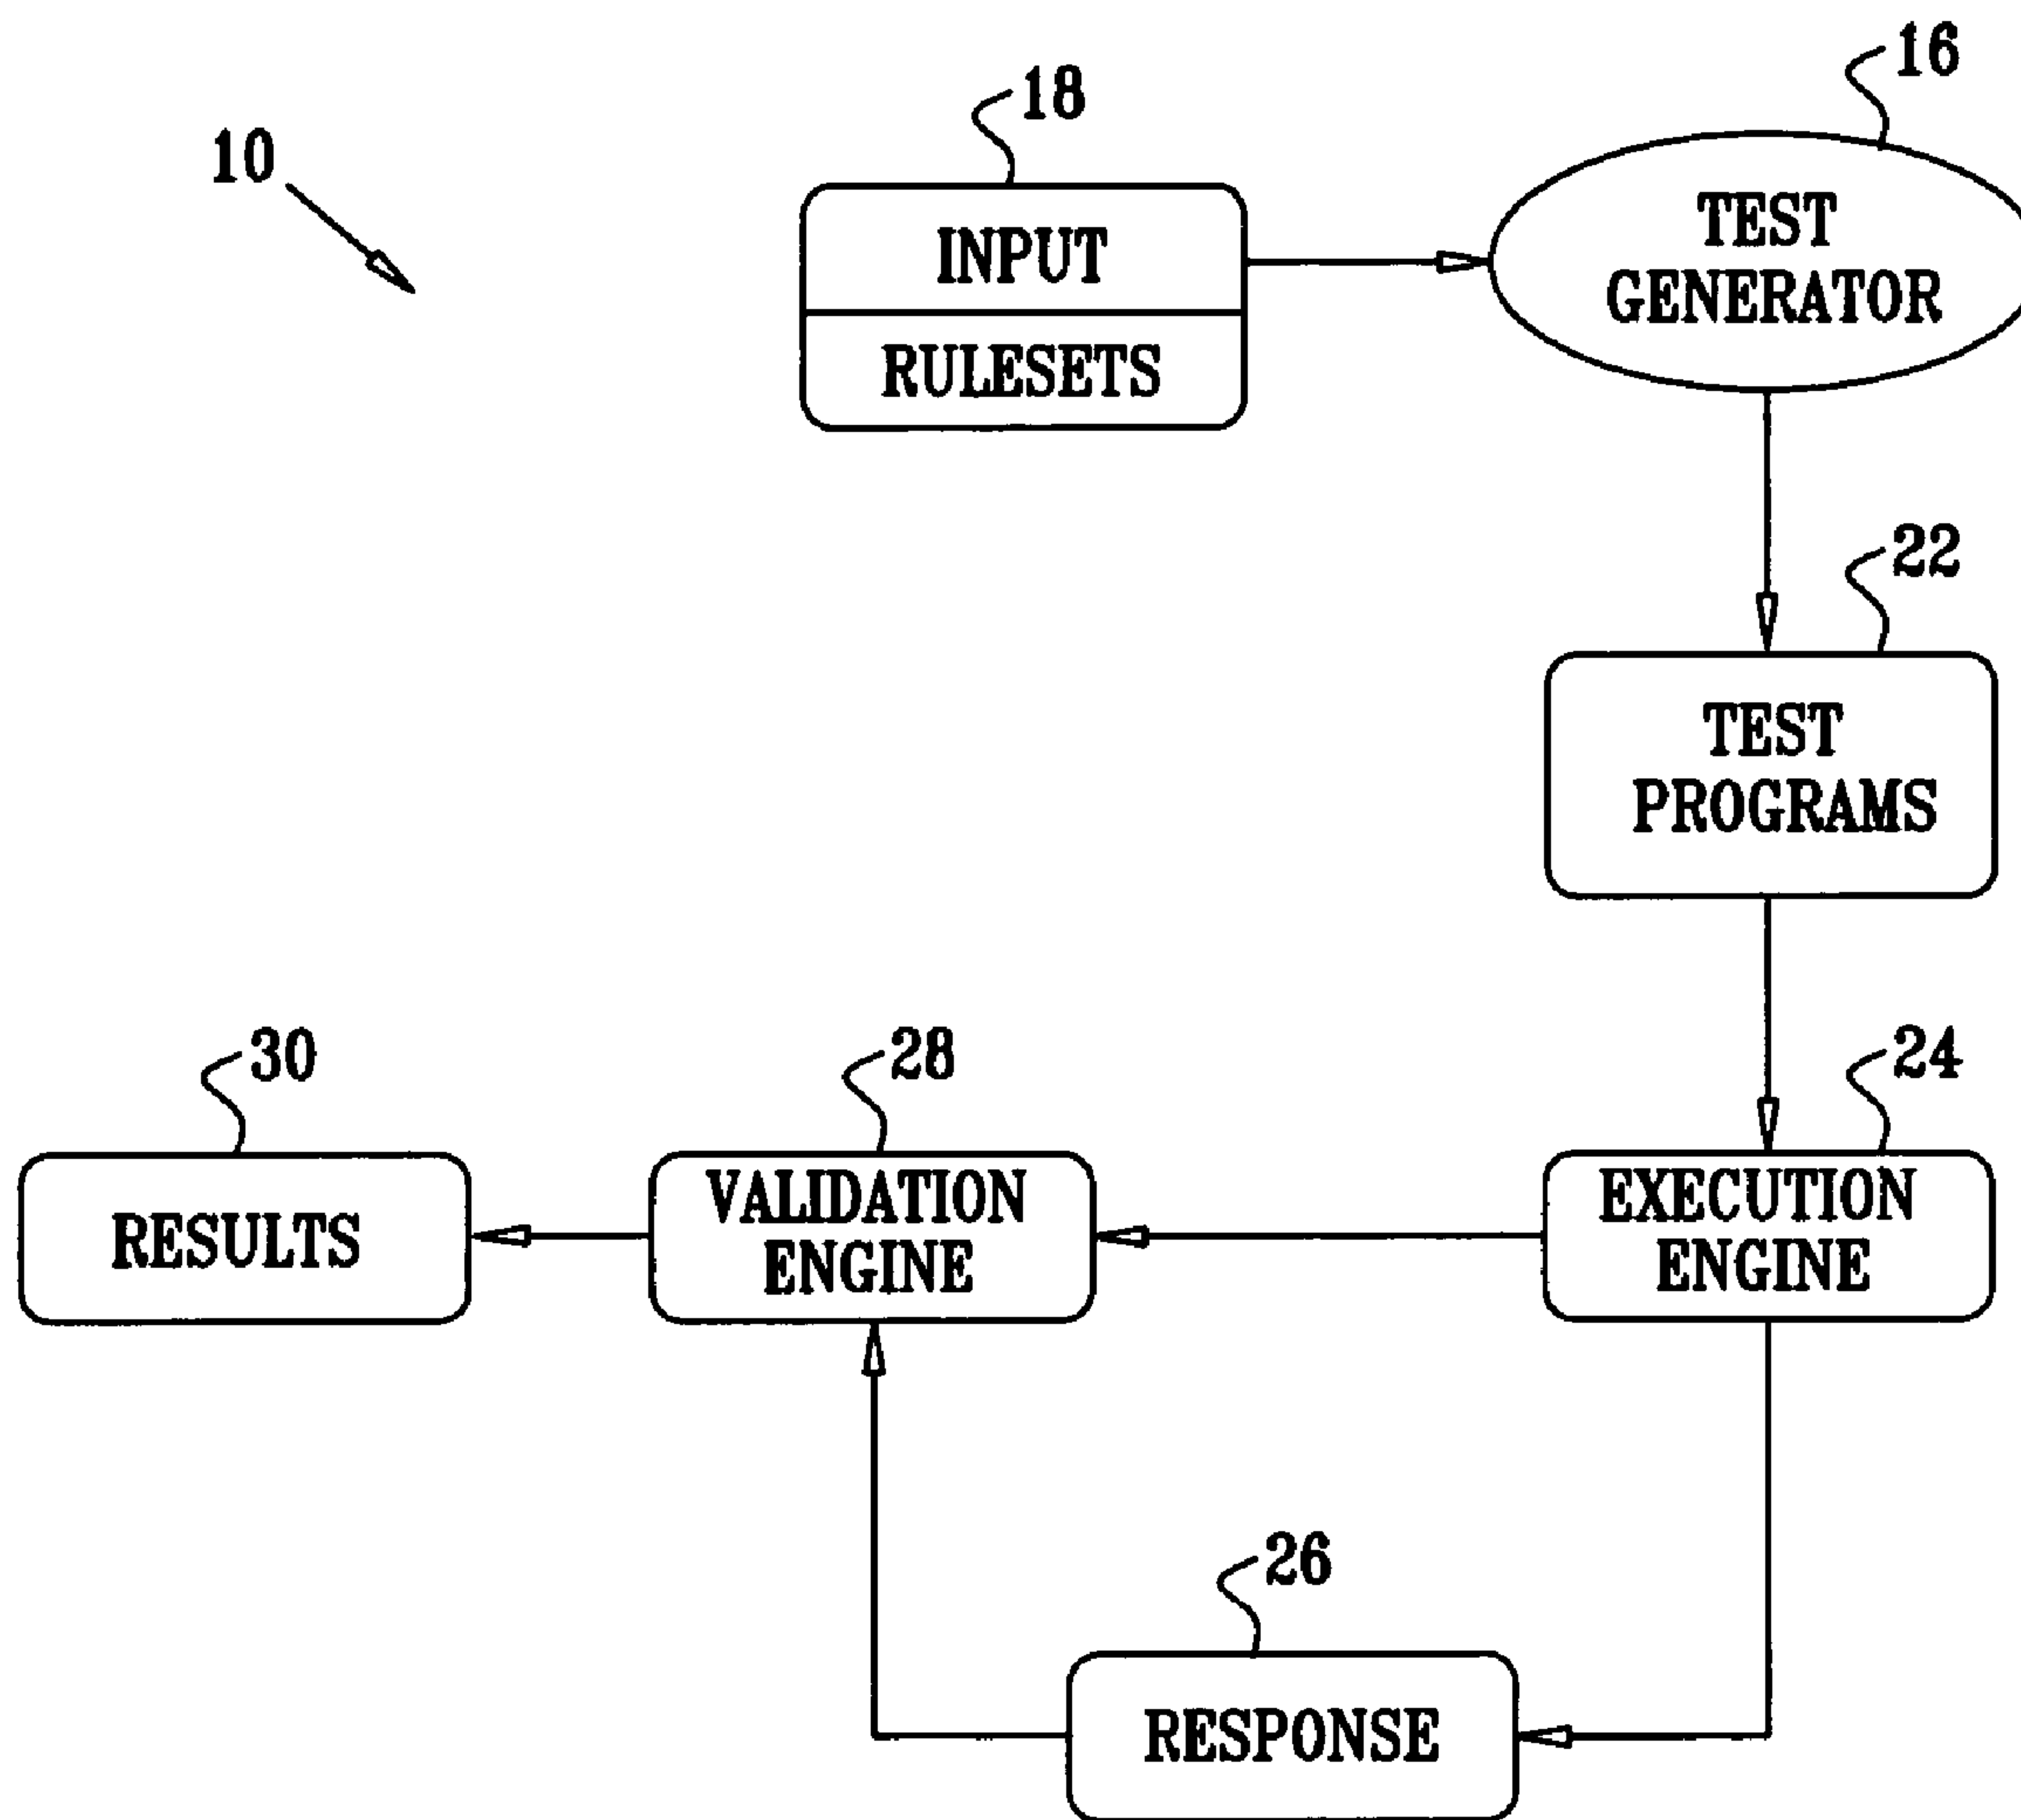 10
18
16
INPUT
RULESETS
TEST
GENERATOR
22
TEST
PROGRAMS
30
28
24
RESULTS
VALIDATION
ENGINE
EXECUTION
ENGINE
26
RESPONSE